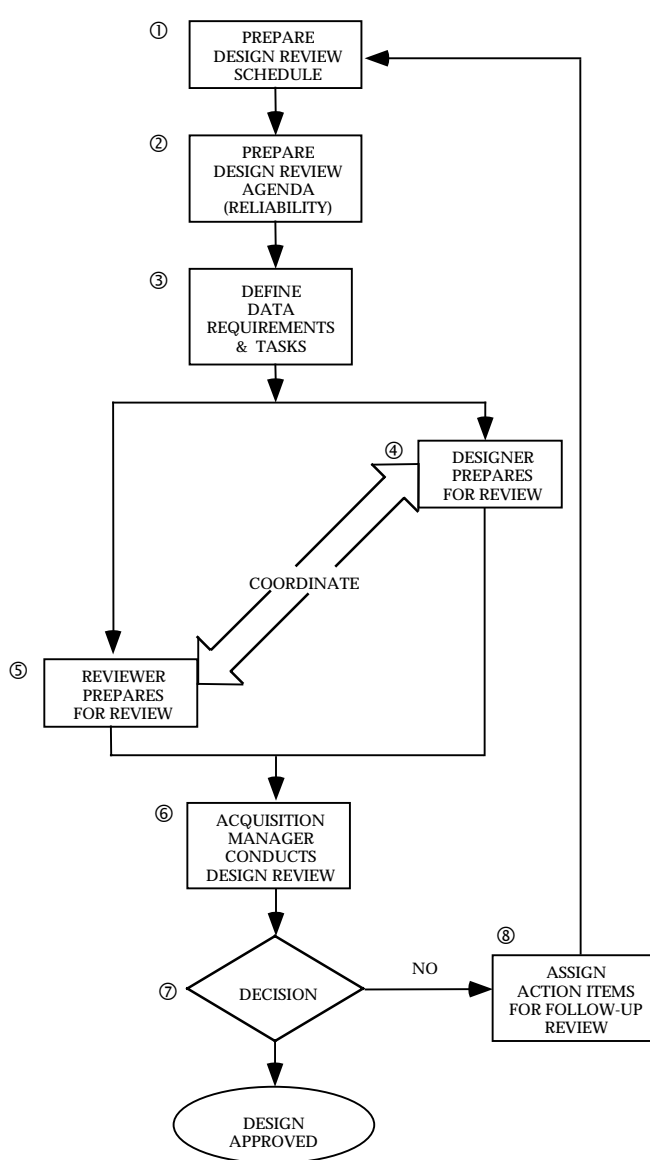 ①
PREPARE
DESIGN REVIEW
SCHEDULE
②
PREPARE
DESIGN REVIEW
AGENDA
(RELIABILITY)
③
DEFINE
DATA
REQUIREMENTS
& TASKS
④
DESIGNER
PREPARES
FOR REVIEW
COORDINATE
⑤
REVIEWER
PREPARES
FOR REVIEW
⑥
ACQUISITION
MANAGER
CONDUCTS
DESIGN REVIEW
⑦
DECISION
NO
⑧
ASSIGN
ACTION ITEMS
FOR FOLLOW-UP
REVIEW
DESIGN
APPROVED